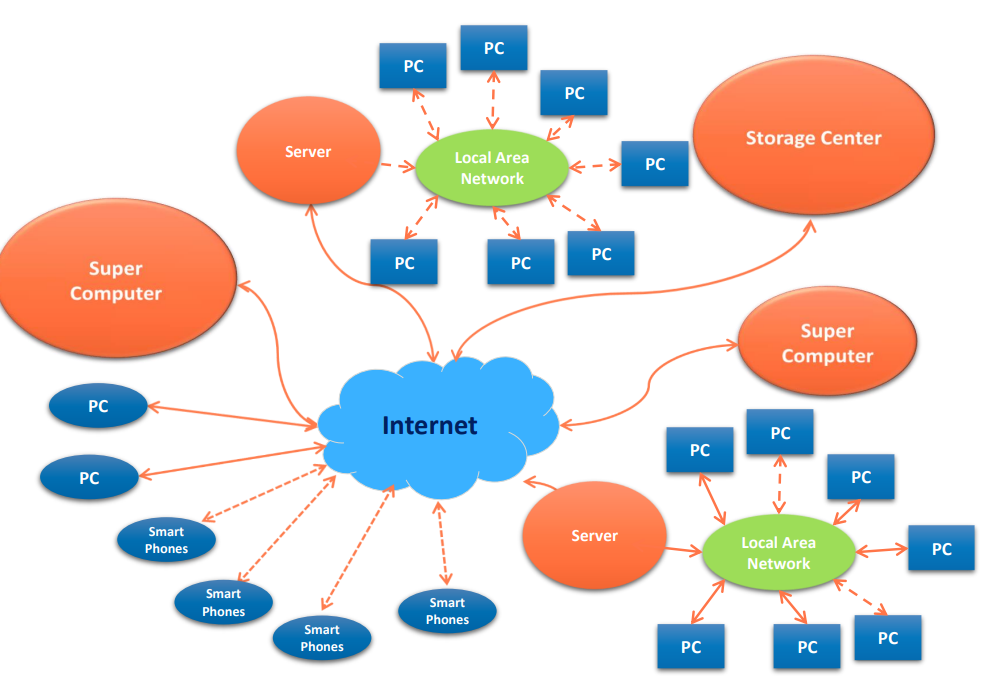 PC
PC
PC
Server
Local Area
Network
PC
Storage Center
PC
PC
PC
Super
Computer
Super
Computer
PC
Internet
PC
PC
PC
PC
PC
Smart
Phones
Server
Local Area
Network
PC
Smart
Phones
Smart
Phones
Smart
Phones
PC
PC
PC